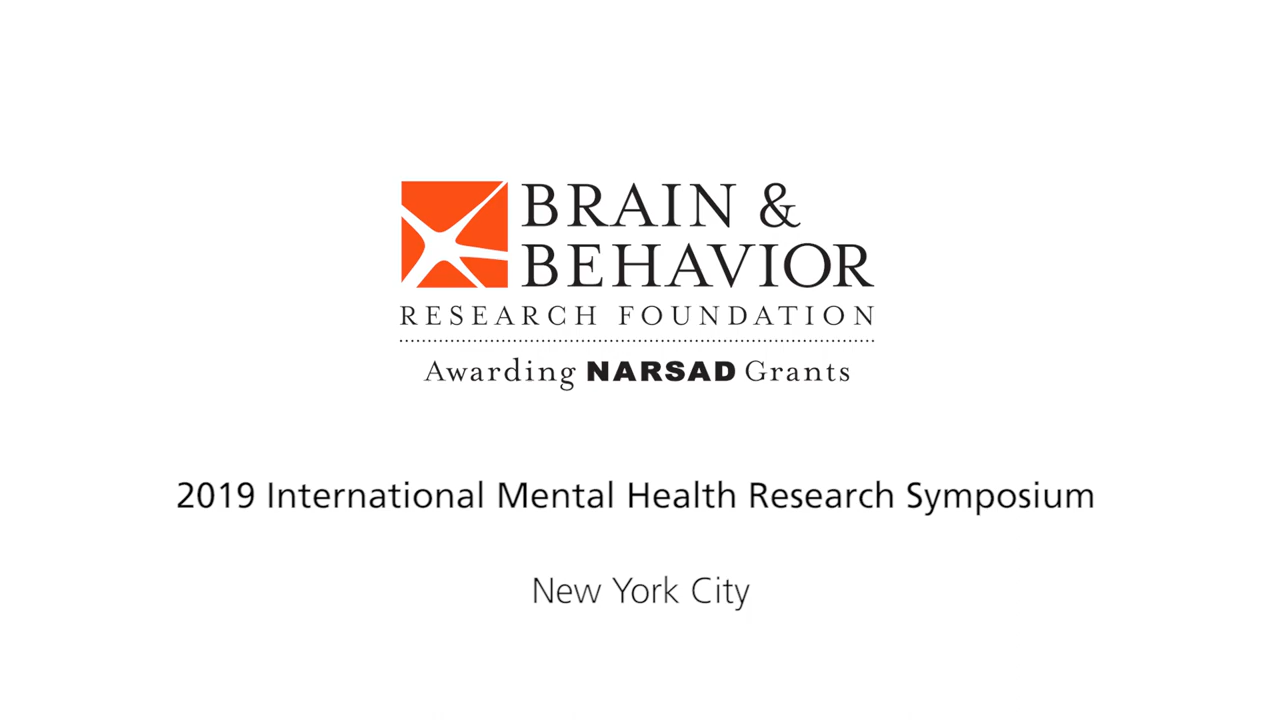 BRAIN &
BEHAVIOR
RESEARCH FOUNDATION
Awarding NARSAD Grants
2019 International Mental Health Research Symposium
New York City